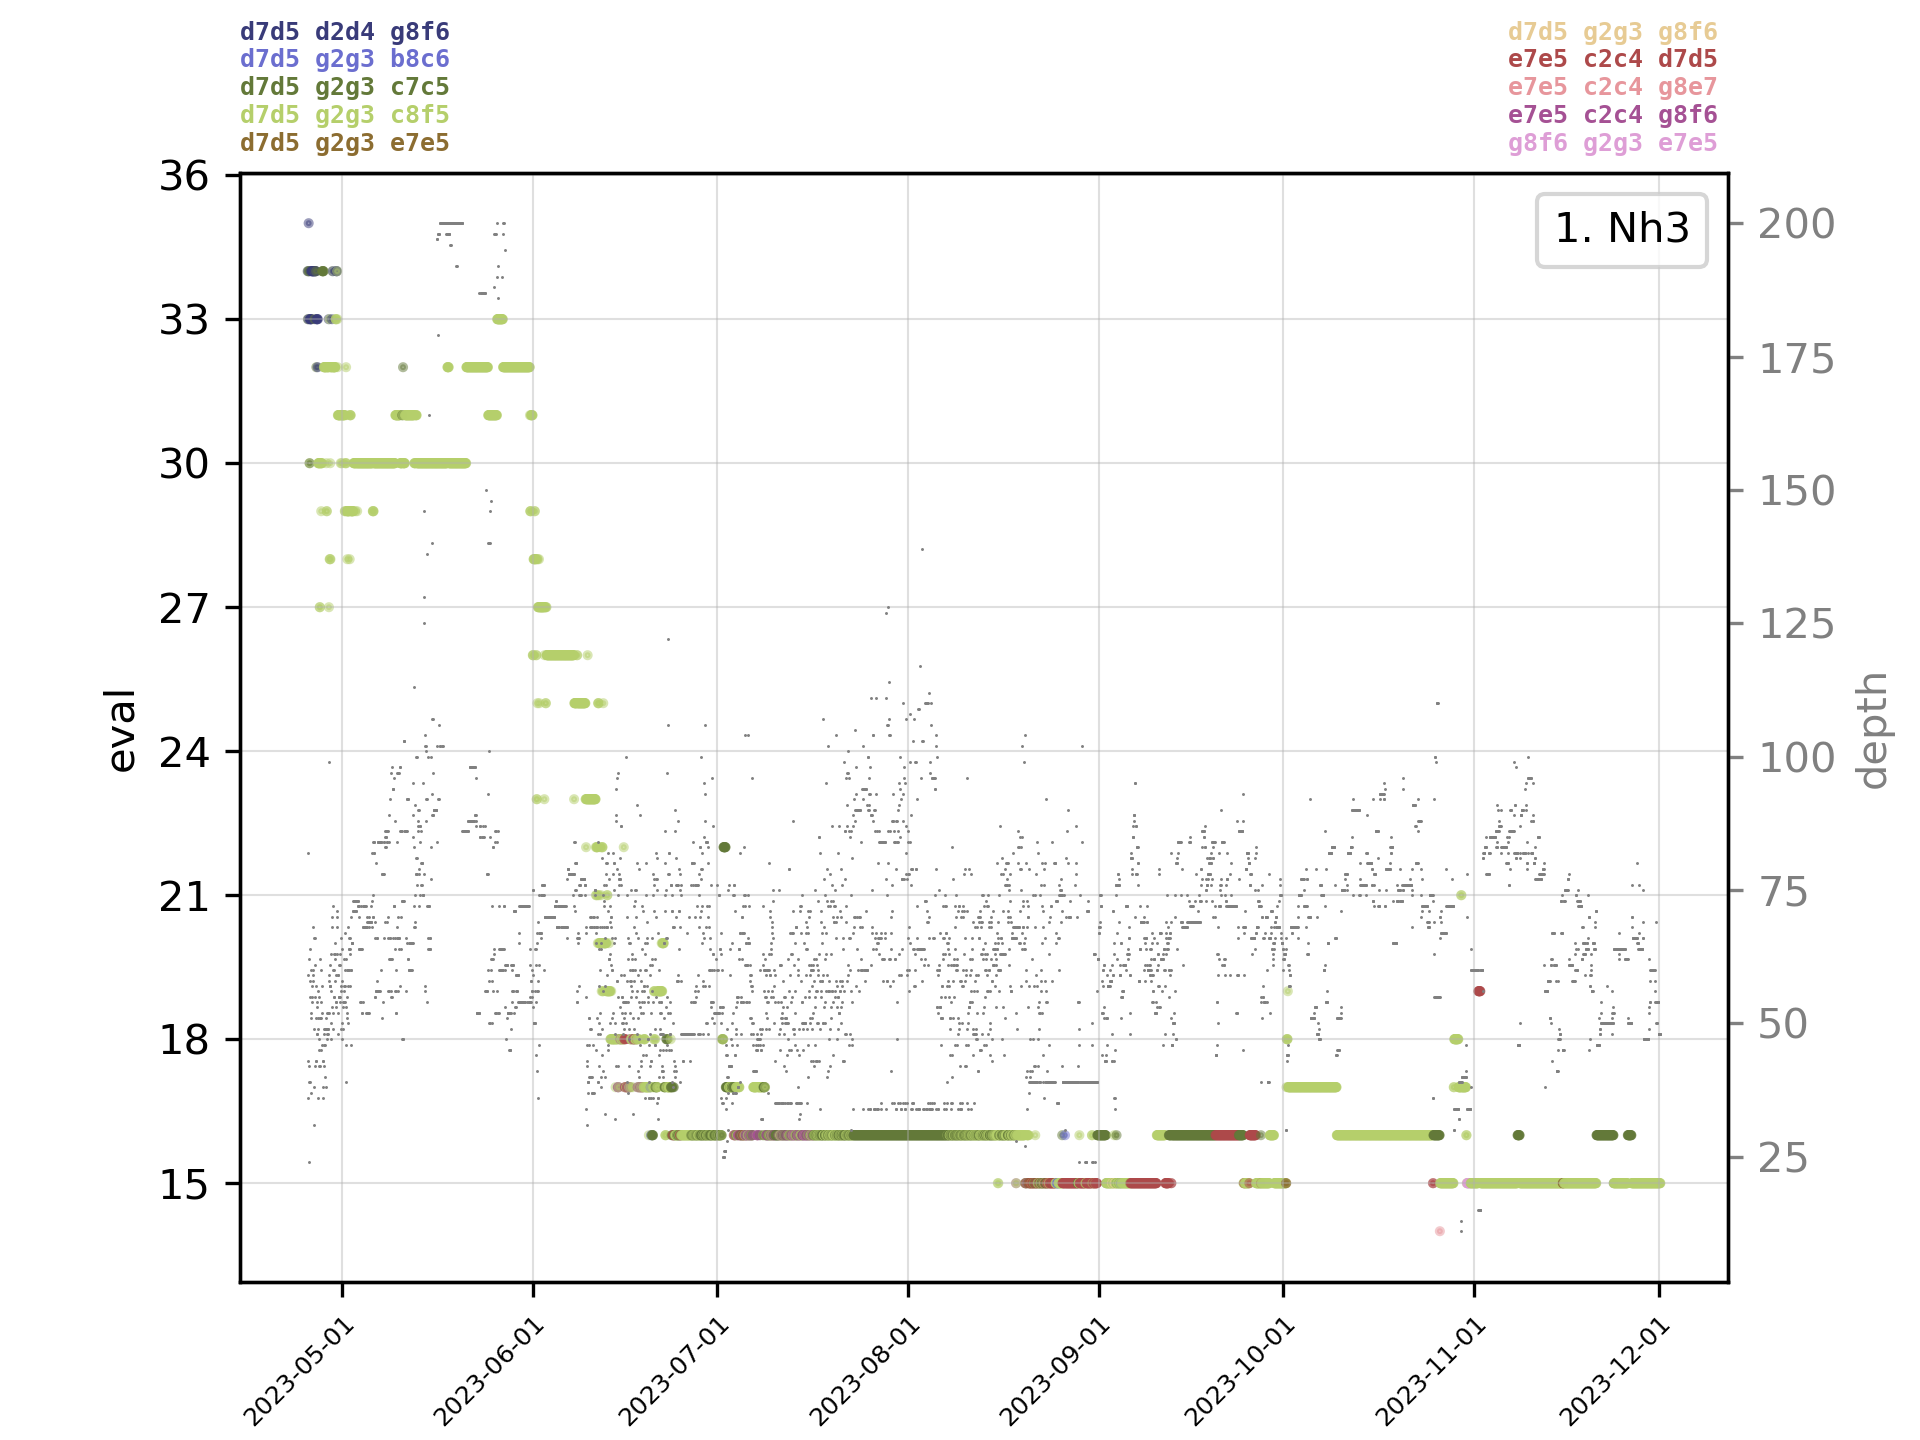 d7d5 d2d4 g8f6
d7d5 g2g3 b8c6
d7d5 g2g3 c7c5
d7d5 g2g3 c8f5
d7d5 g2g3 e7e5
d7d5 g2g3 g8f6
e7e5 c2c4 d7d5
e7e5 c2c4 g8e7
e7e5 c2c4 g8f6
g8f6 g2g3 e7e5
1. Nh3
eval
36
33
30
27
24
21
18
15
depth
200
175
150
125
100
75
50
25
2023-05-01
2023-06-01
2023-07-01
2023-08-01
2023-09-01
2023-10-01
2023-11-01
2023-12-01